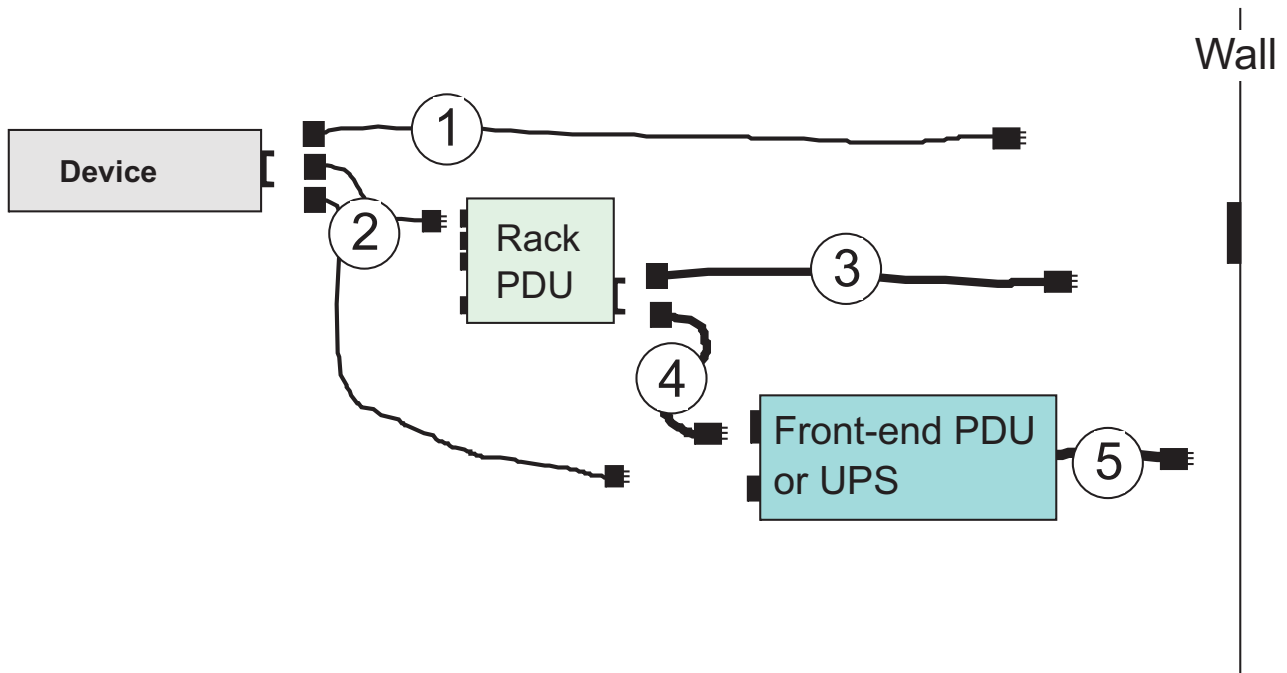 Wall
1
Device
2
Rack
PDU
3
4
Front-end PDU
or UPS
5